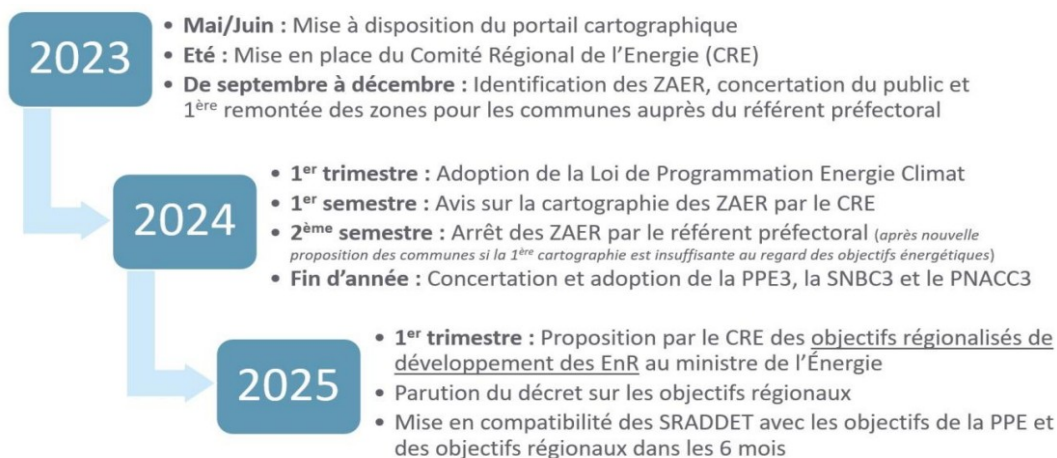 2023
• Mai/Juin : Mise à disposition du portail cartographique
• Eté : Mise en place du Comité Régional de l'Energie (CRE)
• De septembre à décembre : Identification des ZAER, concertation du public et
1ère remontée des zones pour les communes auprès du référent préfectoral
2024
• 1er trimestre : Adoption de la Loi de Programmation Energie Climat
• 1er semestre : Avis sur la cartographie des ZAER par le CRE
• 2ème semestre : Arrêt des ZAER par le référent préfectoral (après nouvelle
proposition des communes si la 1ère cartographie est insuffisante au regard des objectifs énergétiques)
• Fin d'année : Concertation et adoption de la PPE3, la SNBC3 et le PNACC3
2025
• 1er trimestre : Proposition par le CRE des objectifs régionalisés de
développement des EnR au ministre de l'Énergie
• Parution du décret sur les objectifs régionaux
• Mise en compatibilité des SRADDET avec les objectifs de la PPE et
des objectifs régionaux dans les 6 mois